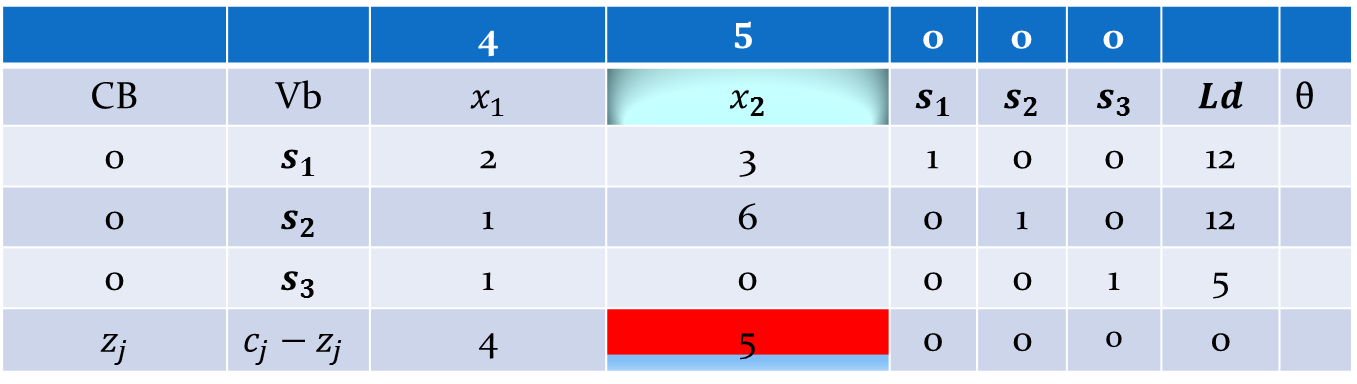 4 5 0 0 0
CB Vb x₁ x₂ s₁ s₂ s₃ Ld θ
0 s₁ 2 3 1 0 0 12
0 s₂ 1 6 0 1 0 12
0 s₃ 1 0 0 0 1 5
zⱼ cⱼ − zⱼ 4 5 0 0 0 0